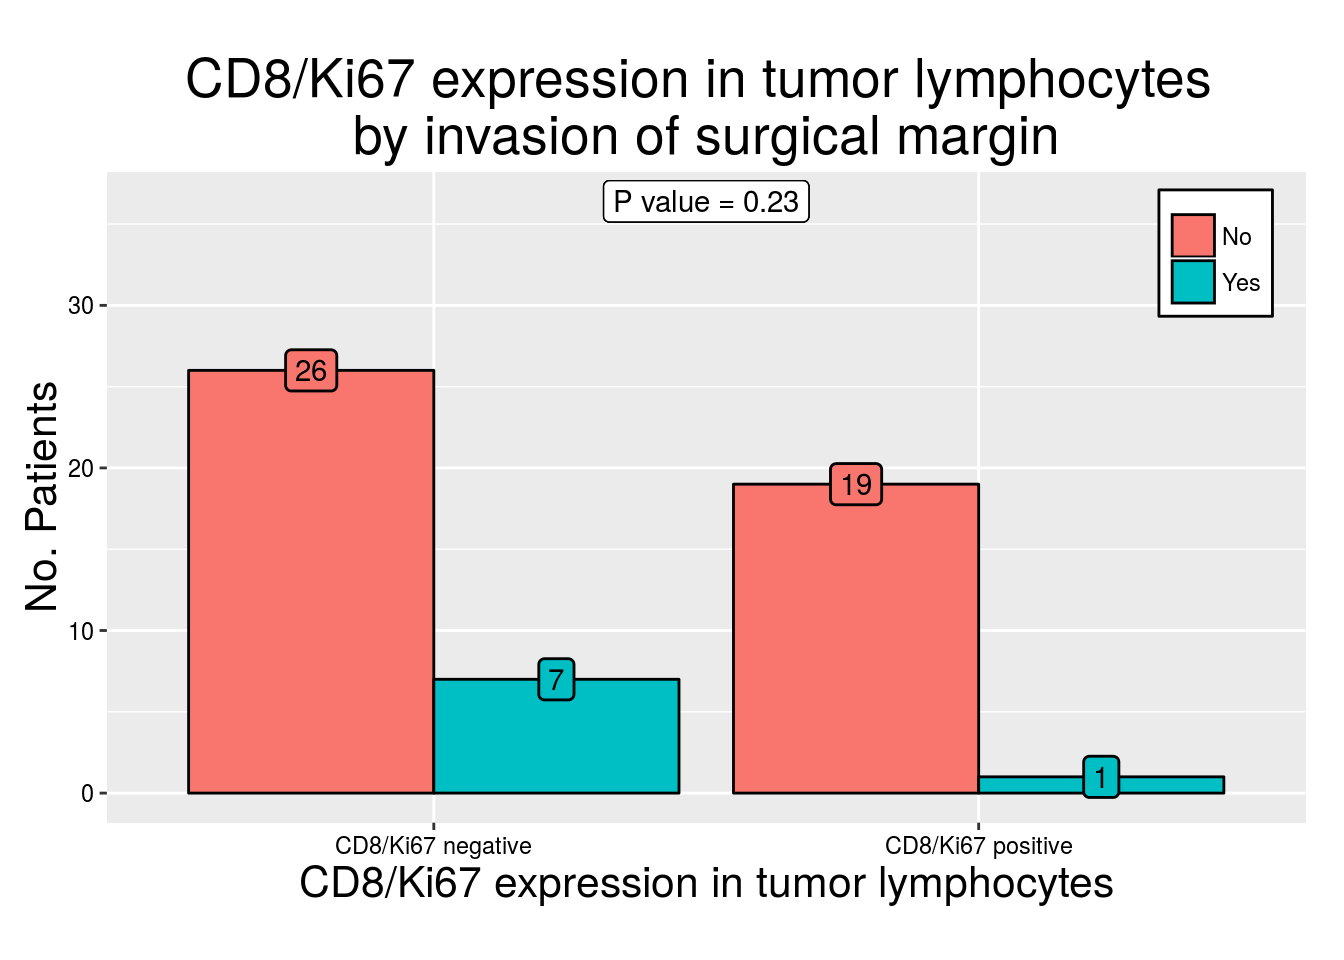 CD8/Ki67 expression in tumor lymphocytes
by invasion of surgical margin
P value = 0.23
No
Yes
No. Patients
30
20
10
0
26
7
19
1
CD8/Ki67 negative
CD8/Ki67 positive
CD8/Ki67 expression in tumor lymphocytes